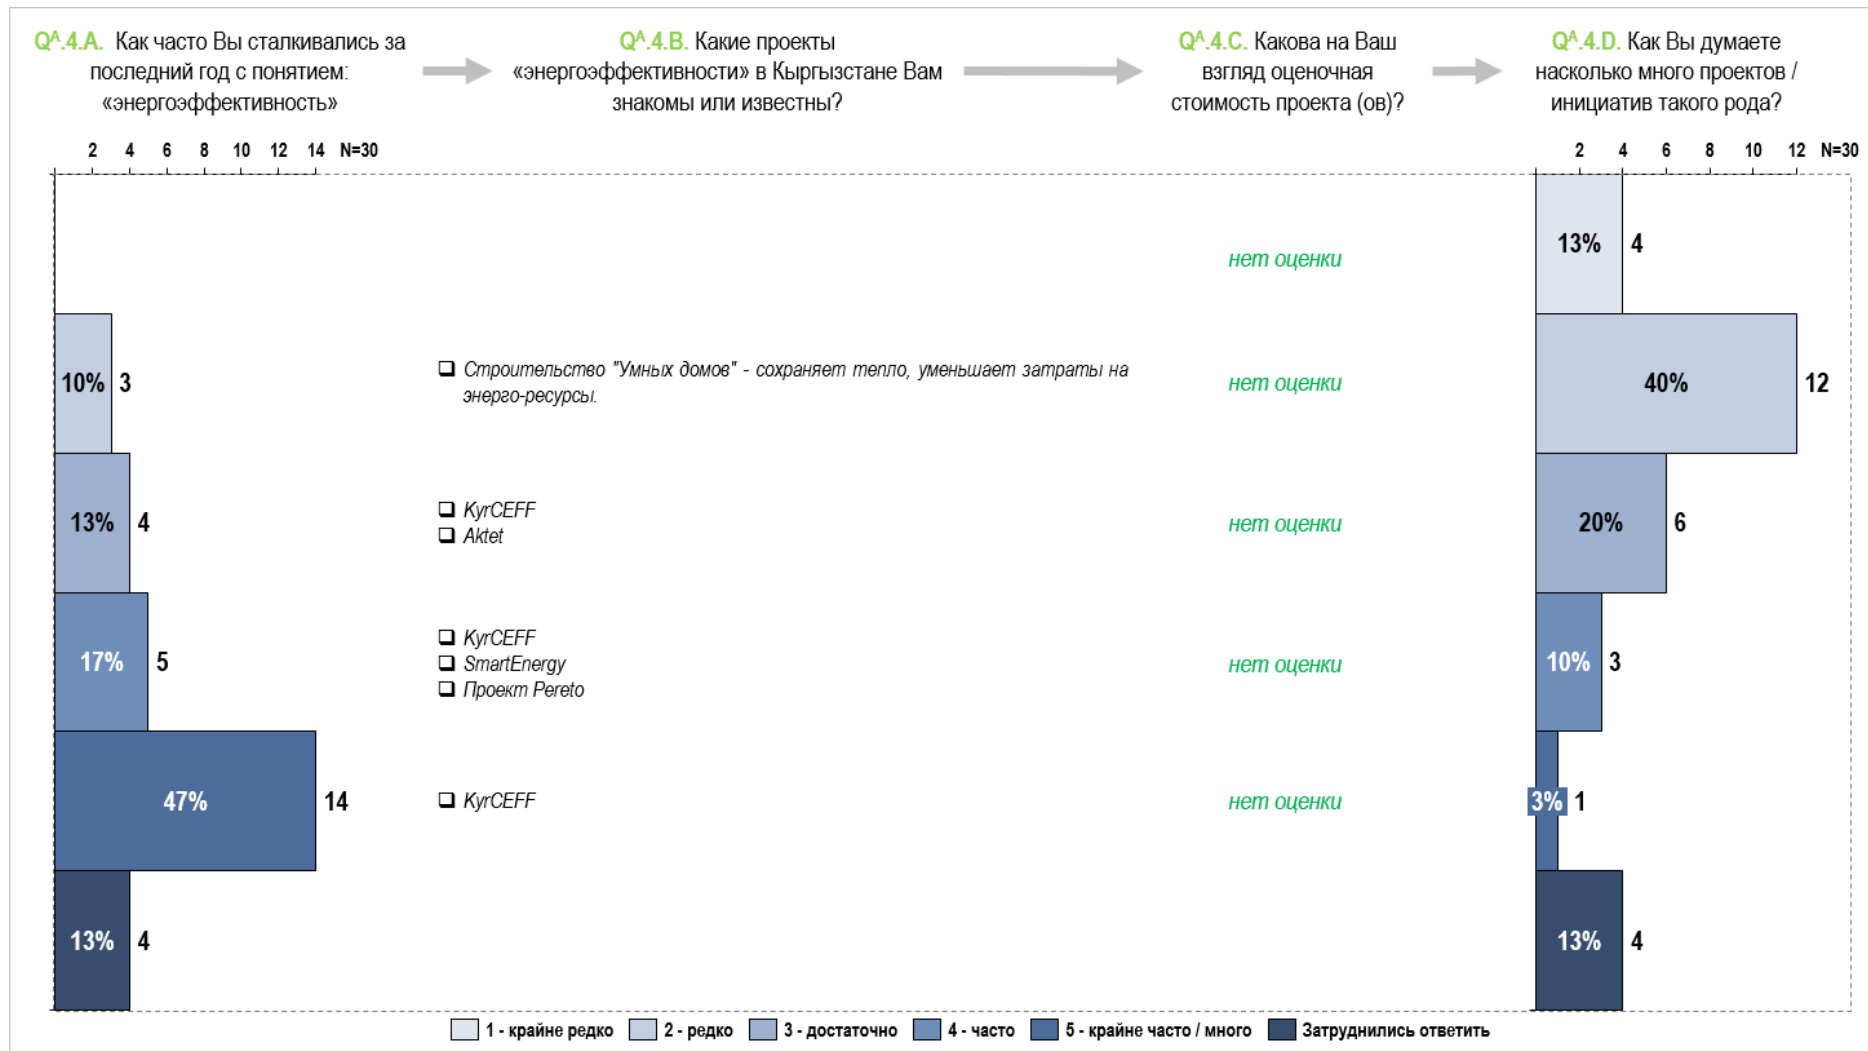 QᴬA.4.A. Как часто Вы сталкивались за
последний год с понятием:
«энергоэффективность»
Qᴬ.4.B. Какие проекты
«энергоэффективности» в Кыргызстане Вам
знакомы или известны?
Qᴬ.4.C. Какова на Ваш
взгляд оценочная
стоимость проекта (ов)?
Qᴬ.4.D. Как Вы думаете
насколько много проектов /
инициатив такого рода?
2 4 6 8 10 12 14 N=30
2 4 6 8 10 12 N=30
нет оценки
13% 4
10% 3
Строительство "Умных домов" - сохраняет тепло, уменьшает затраты на
энерго-ресурсы.
нет оценки
40% 12
13% 4
KyrCEFF
Aktet
нет оценки
20% 6
17% 5
KyrCEFF
SmartEnergy
Проект Pereto
нет оценки
10% 3
47% 14
KyrCEFF
нет оценки
3% 1
13% 4
13% 4
1 - крайне редко 2 - редко 3 - достаточно 4 - часто 5 - крайне часто / много Затруднились ответить